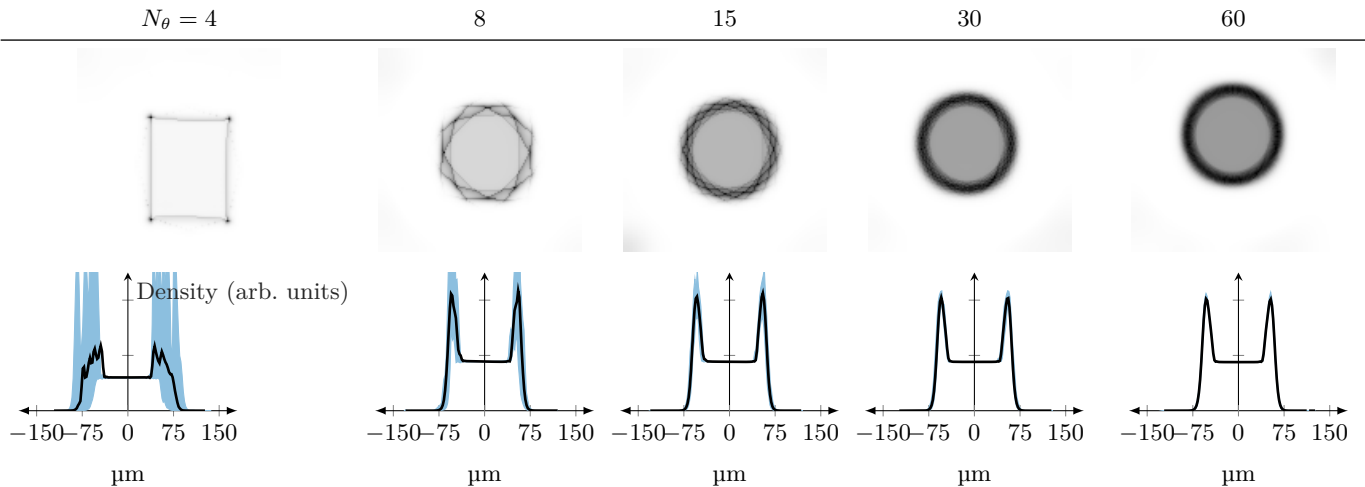 N_θ = 4 8 15 30 60
Density (arb. units)
−150 −75 0 75 150 −150 −75 0 75 150 −150 −75 0 75 150 −150 −75 0 75 150 −150 −75 0 75 150
µm µm µm µm µm